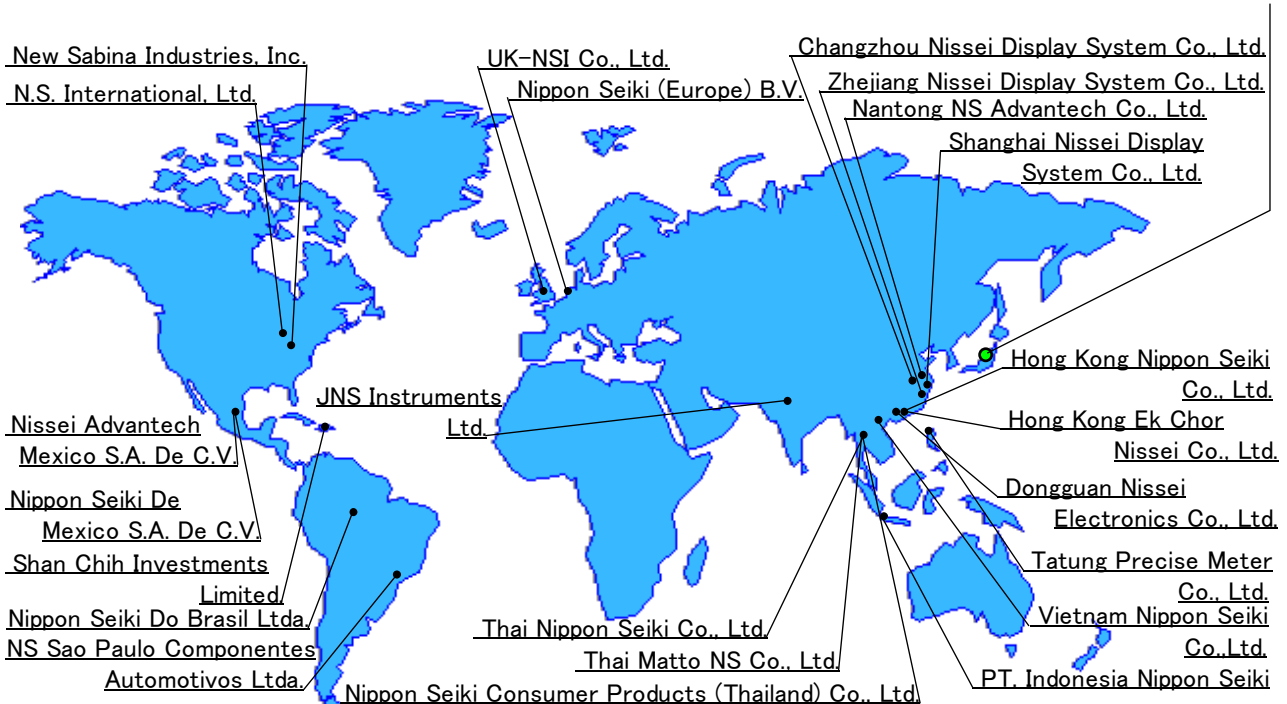 New Sabina Industries, Inc.
N.S. International, Ltd.
UK-NSI Co., Ltd.
Nippon Seiki (Europe) B.V.
Changzhou Nissei Display System Co., Ltd.
Zhejiang Nissei Display System Co., Ltd.
Nantong NS Advantech Co., Ltd.
Shanghai Nissei Display
System Co., Ltd.
JNS Instruments
Ltd.
Hong Kong Nippon Seiki
Co., Ltd.
Hong Kong Ek Chor
Nissei Co., Ltd.
Dongguan Nissei
Electronics Co., Ltd.
Tatung Precise Meter
Co., Ltd.
Vietnam Nippon Seiki
Co.,Ltd.
PT. Indonesia Nippon Seiki
Nissei Advantech
Mexico S.A. De C.V.
Nippon Seiki De
Mexico S.A. De C.V.
Shan Chih Investments
Limited.
Nippon Seiki Do Brasil Ltda.
NS Sao Paulo Componentes
Automotivos Ltda.
Thai Nippon Seiki Co., Ltd.
Thai Matto NS Co., Ltd.
Nippon Seiki Consumer Products (Thailand) Co., Ltd.